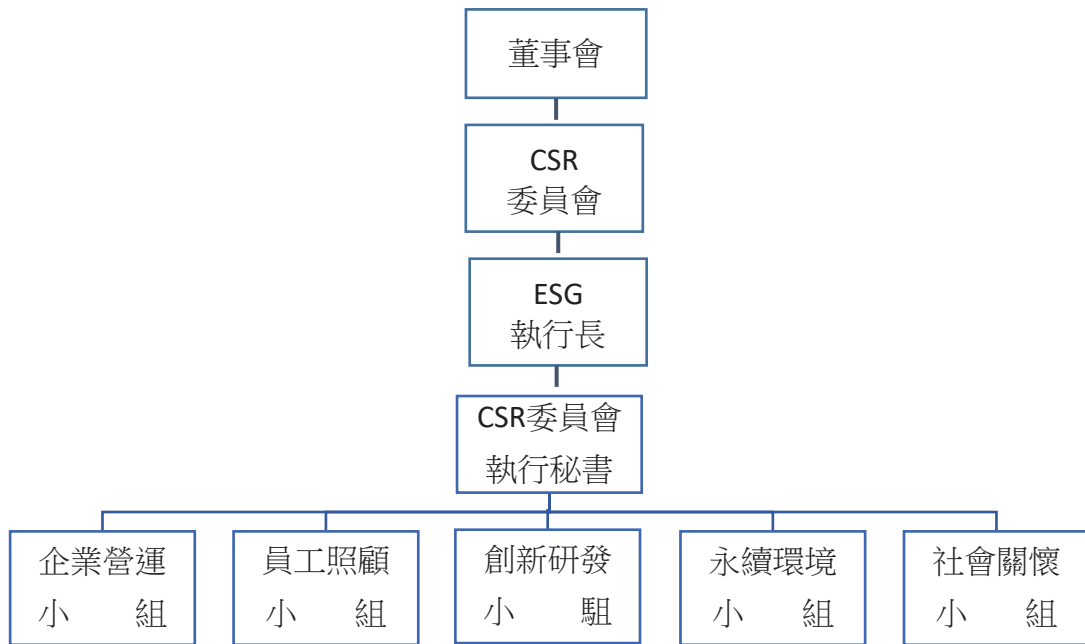 董事會
CSR
委員會
ESG
執行長
CSR委員會
執行秘書
企業營運
小 組
員工照顧
小 組
創新研發
小 駔
永續環境
小 組
社會關懷
小 組